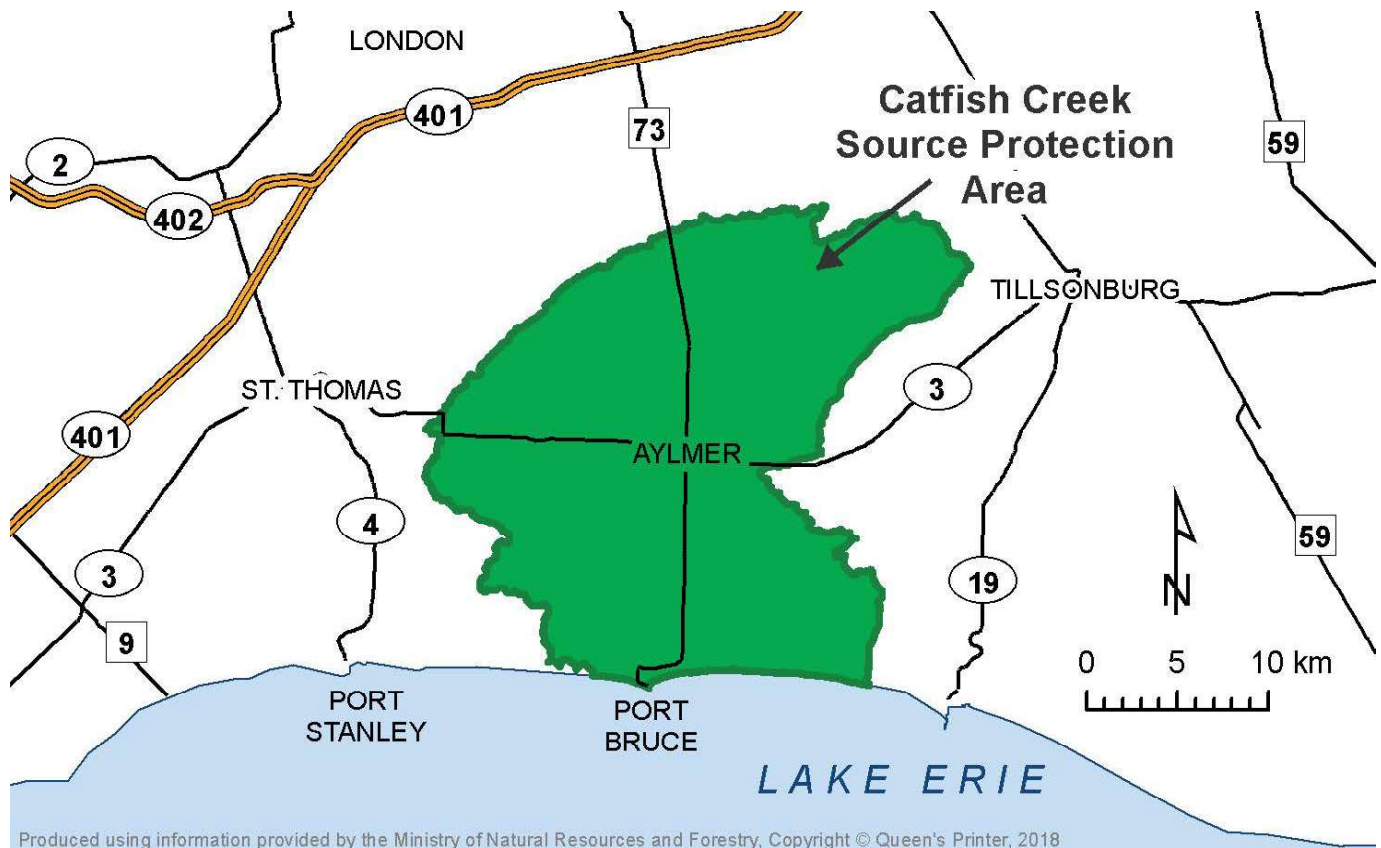 LONDON
401
73
Catfish Creek
Source Protection
Area
59
2
402
TILLSONBURG
ST. THOMAS
3
401
AYLMER
4
59
3
19
N
9
0 5 10 km
PORT
STANLEY
PORT
BRUCE
LAKE ERIE
Produced using information provided by the Ministry of Natural Resources and Forestry, Copyright © Queen's Printer, 2018